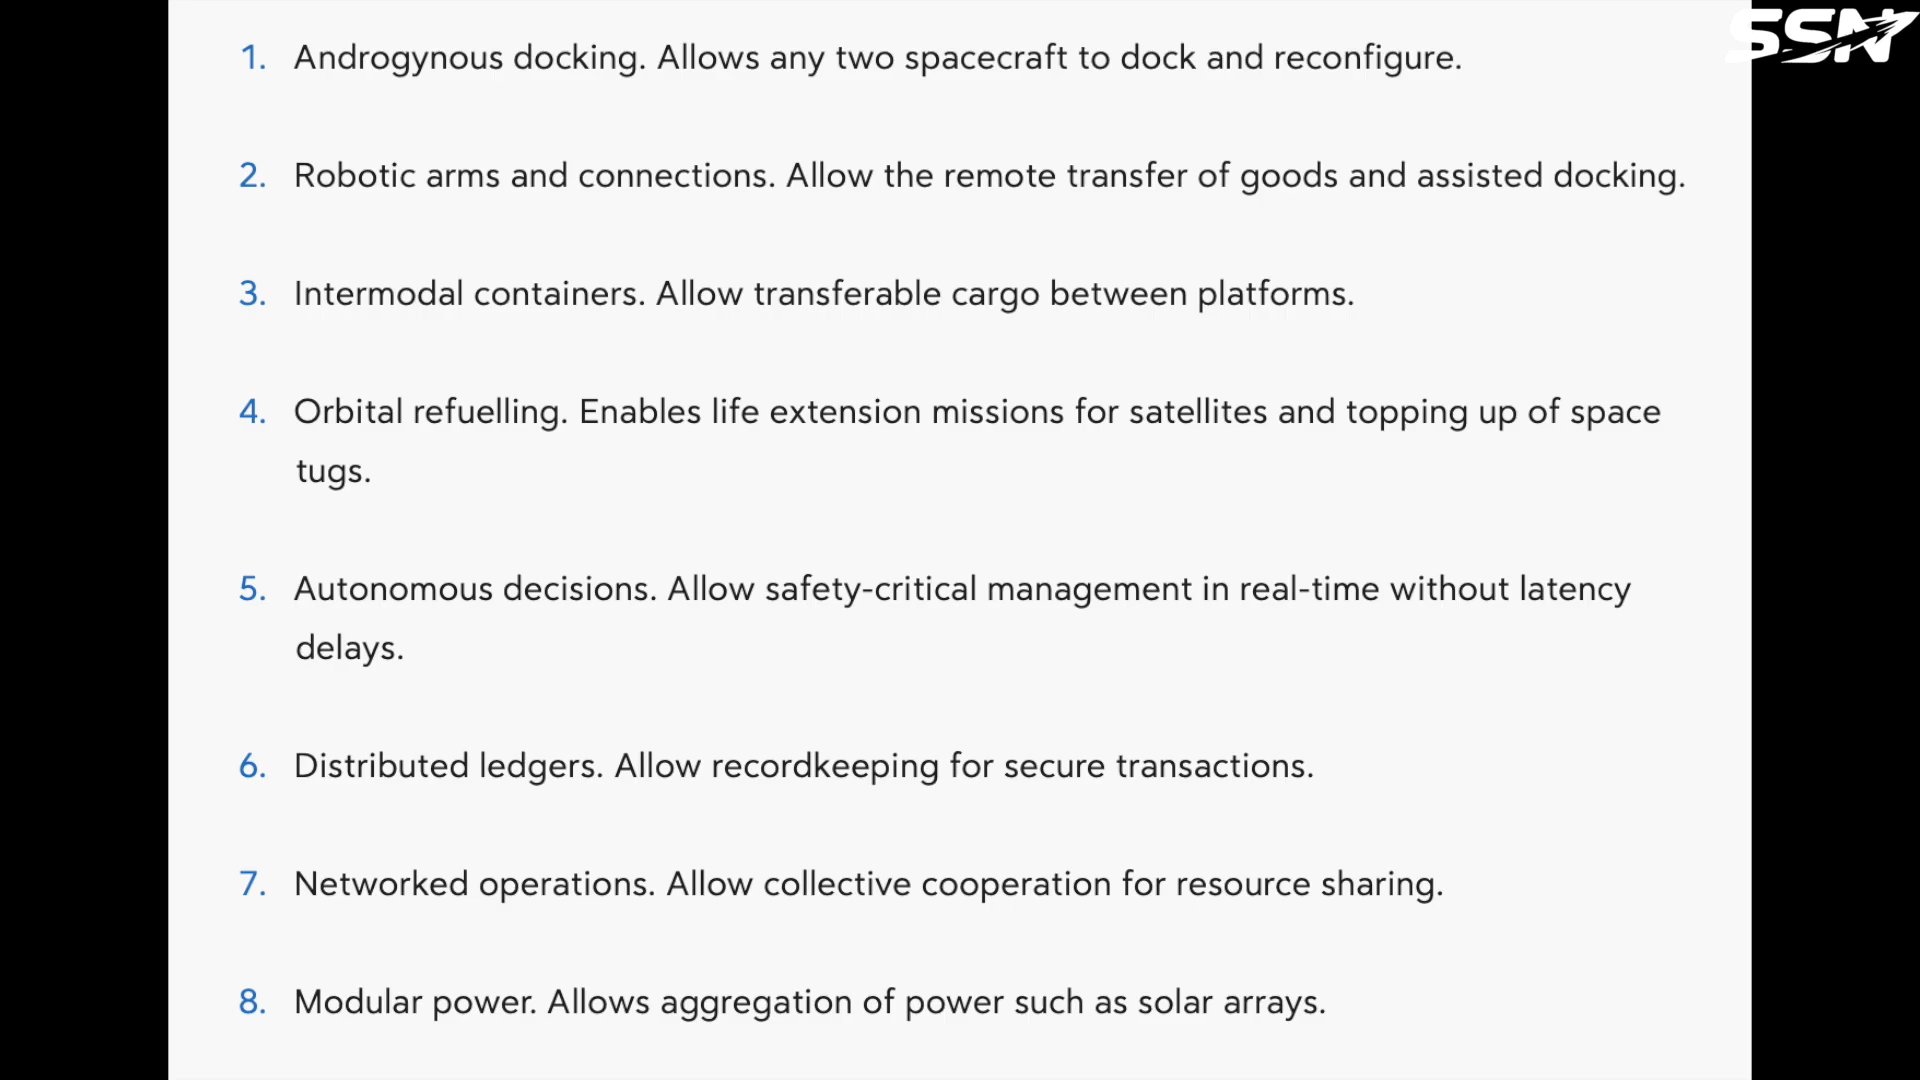 SSN
1. Androgynous docking. Allows any two spacecraft to dock and reconfigure.
2. Robotic arms and connections. Allow the remote transfer of goods and assisted docking.
3. Intermodal containers. Allow transferable cargo between platforms.
4. Orbital refuelling. Enables life extension missions for satellites and topping up of space
tugs.
5. Autonomous decisions. Allow safety-critical management in real-time without latency
delays.
6. Distributed ledgers. Allow recordkeeping for secure transactions.
7. Networked operations. Allow collective cooperation for resource sharing.
8. Modular power. Allows aggregation of power such as solar arrays.